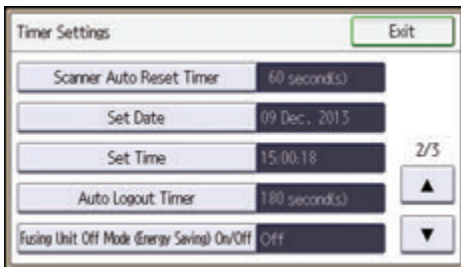 Timer Settings
Exit
Scanner Auto Reset Timer
60 second(s)
Set Date
09 Dec. 2013
Set Time
15:00:18
2/3
Auto Logout Timer
180 second(s)
Fusing Unit Off Mode (Energy Saving) On/Off
Off